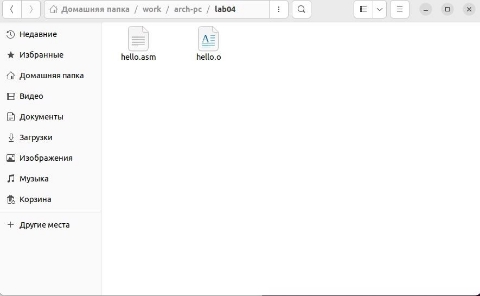 Домашняя папка / work / arch-pc / lab04
Недавние
Избранные
Домашняя папка
Видео
Документы
Загрузки
Изображения
Музыка
Корзина
+ Другие места
hello.asm
hello.o